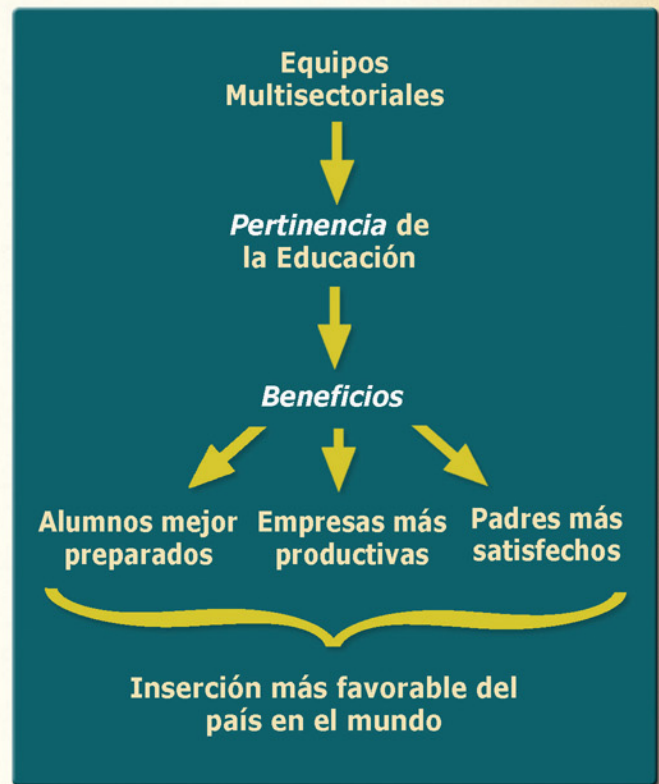 Equipos
Multisectoriales
Pertinencia de
la Educación
Beneficios
Alumnos mejor
preparados
Empresas más
productivas
Padres más
satisfechos
Inserción más favorable del
país en el mundo